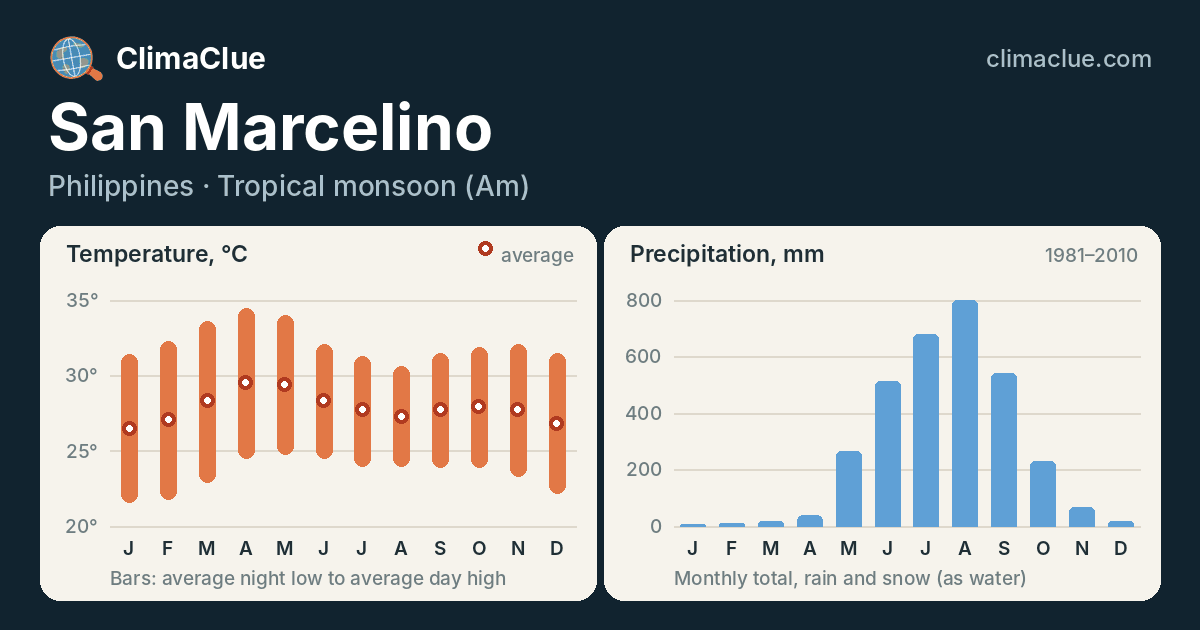 ClimaClue
climaclue.com
San Marcelino
Philippines · Tropical monsoon (Am)
Temperature, °C
average
35°
30°
25°
20°
J F M A M J J A S O N D
Bars: average night low to average day high
Precipitation, mm
1981–2010
800
600
400
200
0
J F M A M J J A S O N D
Monthly total, rain and snow (as water)